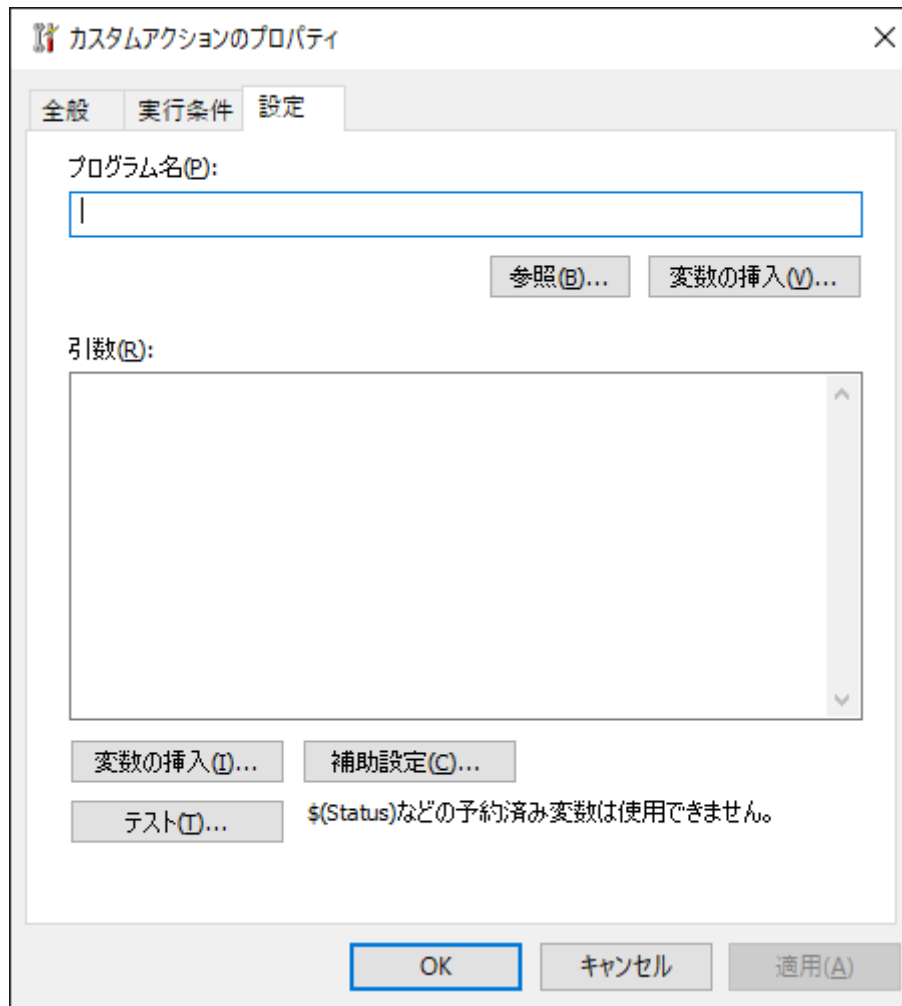 カスタムアクションのプロパティ
全般 実行条件 設定
プログラム名(P):
参照(B)... 変数の挿入(V)...
引数(R):
変数の挿入(I)... 補助設定(C)...
テスト(T)... $(Status)などの予約済み変数は使用できません。
OK キャンセル 適用(A)